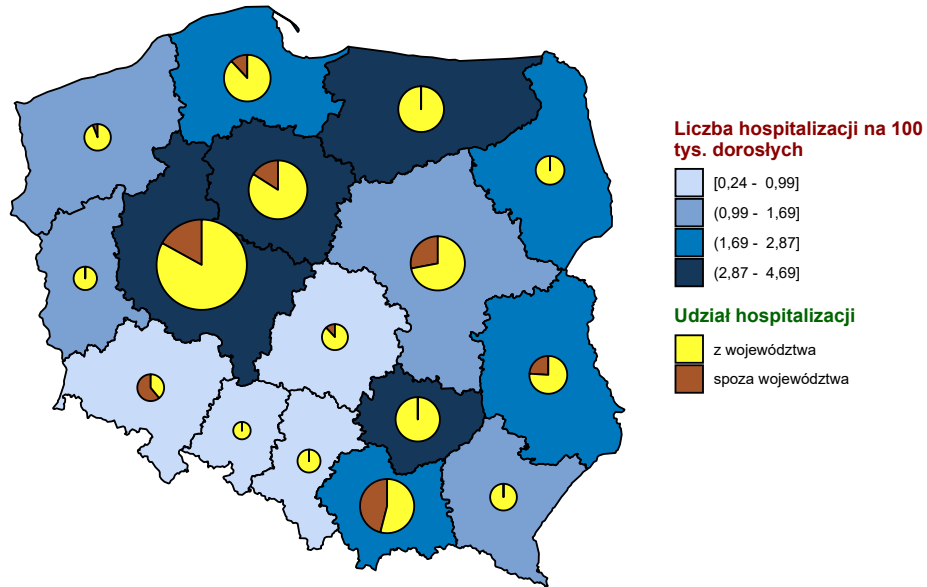 Liczba hospitalizacji na 100
tys. dorosłych
[0,24 - 0,99]
(0,99 - 1,69]
(1,69 - 2,87]
(2,87 - 4,69]
Udział hospitalizacji
z województwa
spoza województwa